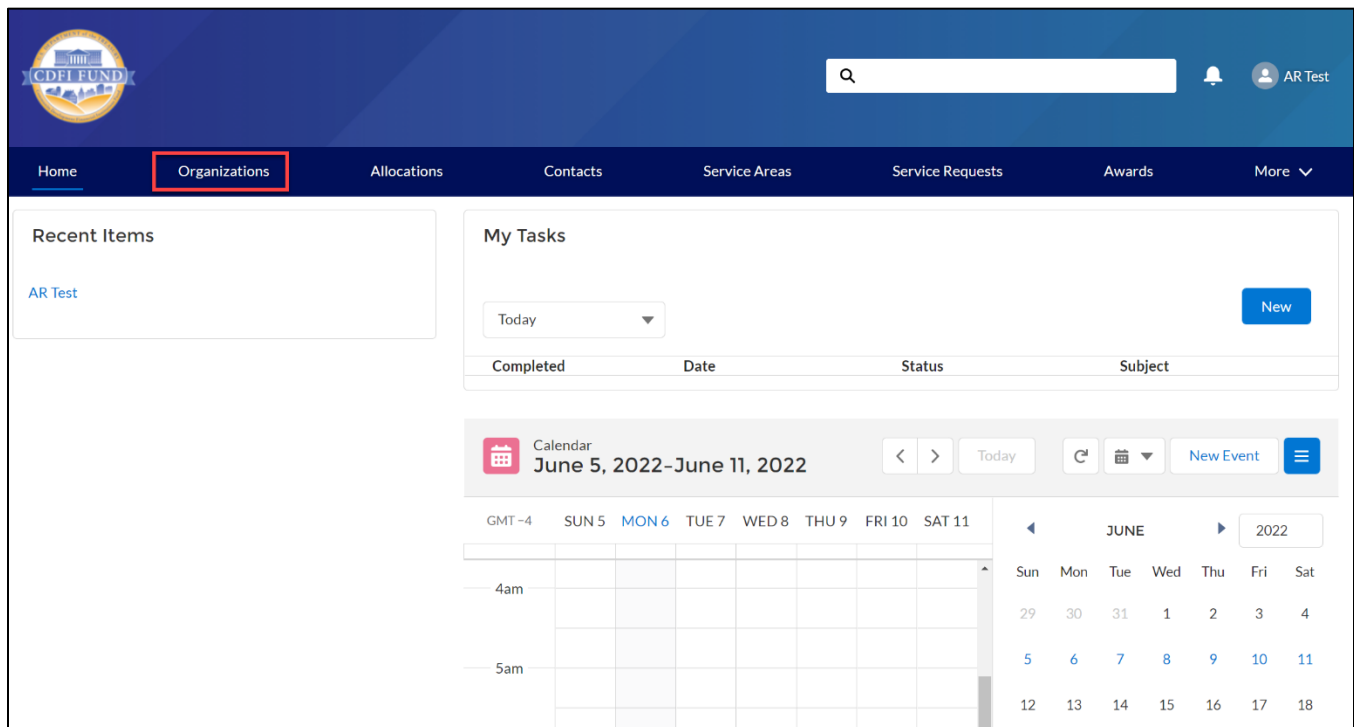 CDFI FUND
AR Test
Home Organizations Allocations Contacts Service Areas Service Requests Awards More
Recent Items
AR Test
My Tasks
Today
New
Completed Date Status Subject
Calendar
June 5, 2022–June 11, 2022
Today
New Event
GMT −4 SUN 5 MON 6 TUE 7 WED 8 THU 9 FRI 10 SAT 11
4am
5am
JUNE 2022
Sun Mon Tue Wed Thu Fri Sat
29 30 31 1 2 3 4
5 6 7 8 9 10 11
12 13 14 15 16 17 18